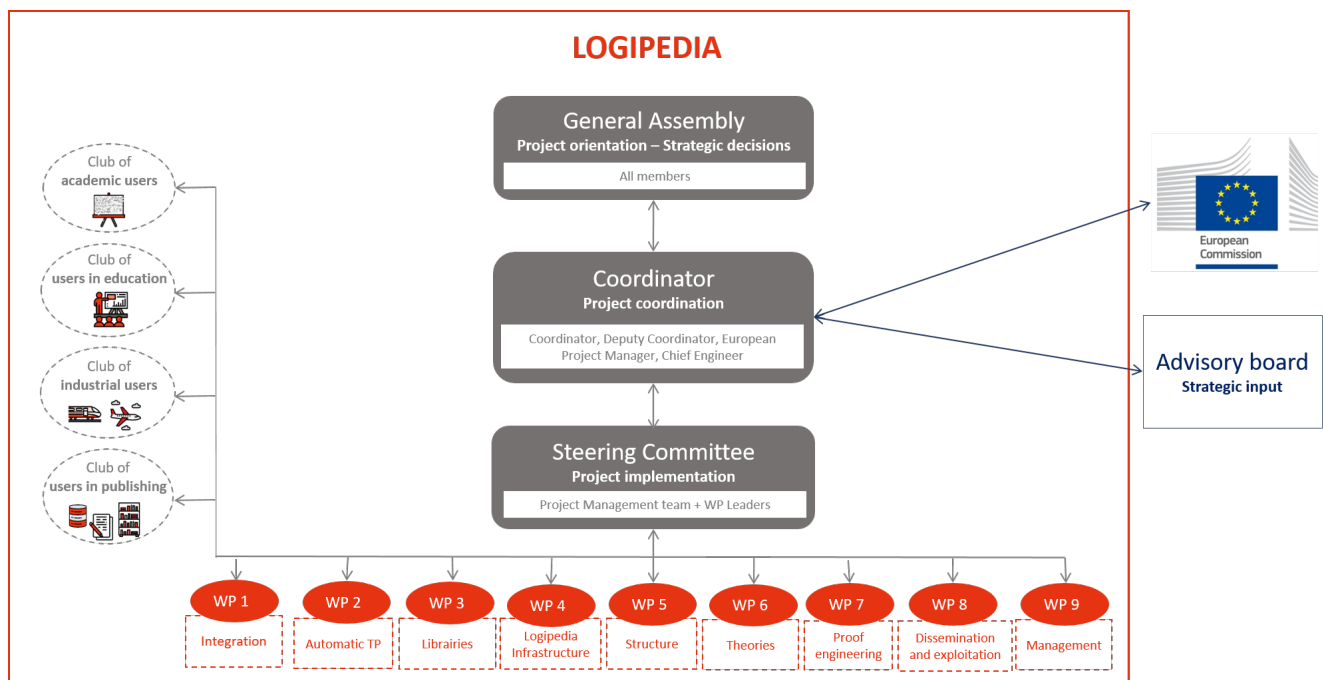 LOGIPEDIA
General Assembly
Project orientation – Strategic decisions
All members
Club of
academic users
Club of
users in education
Club of
industrial users
Club of
users in publishing
Coordinator
Project coordination
Coordinator, Deputy Coordinator, European
Project Manager, Chief Engineer
European
Commission
Advisory board
Strategic input
Steering Committee
Project implementation
Project Management team + WP Leaders
WP 1
WP 2
WP 3
WP 4
WP 5
WP 6
WP 7
WP 8
WP 9
Integration
Automatic TP
Librairies
Logipedia
Infrastructure
Structure
Theories
Proof
engineering
Dissemination
and exploitation
Management